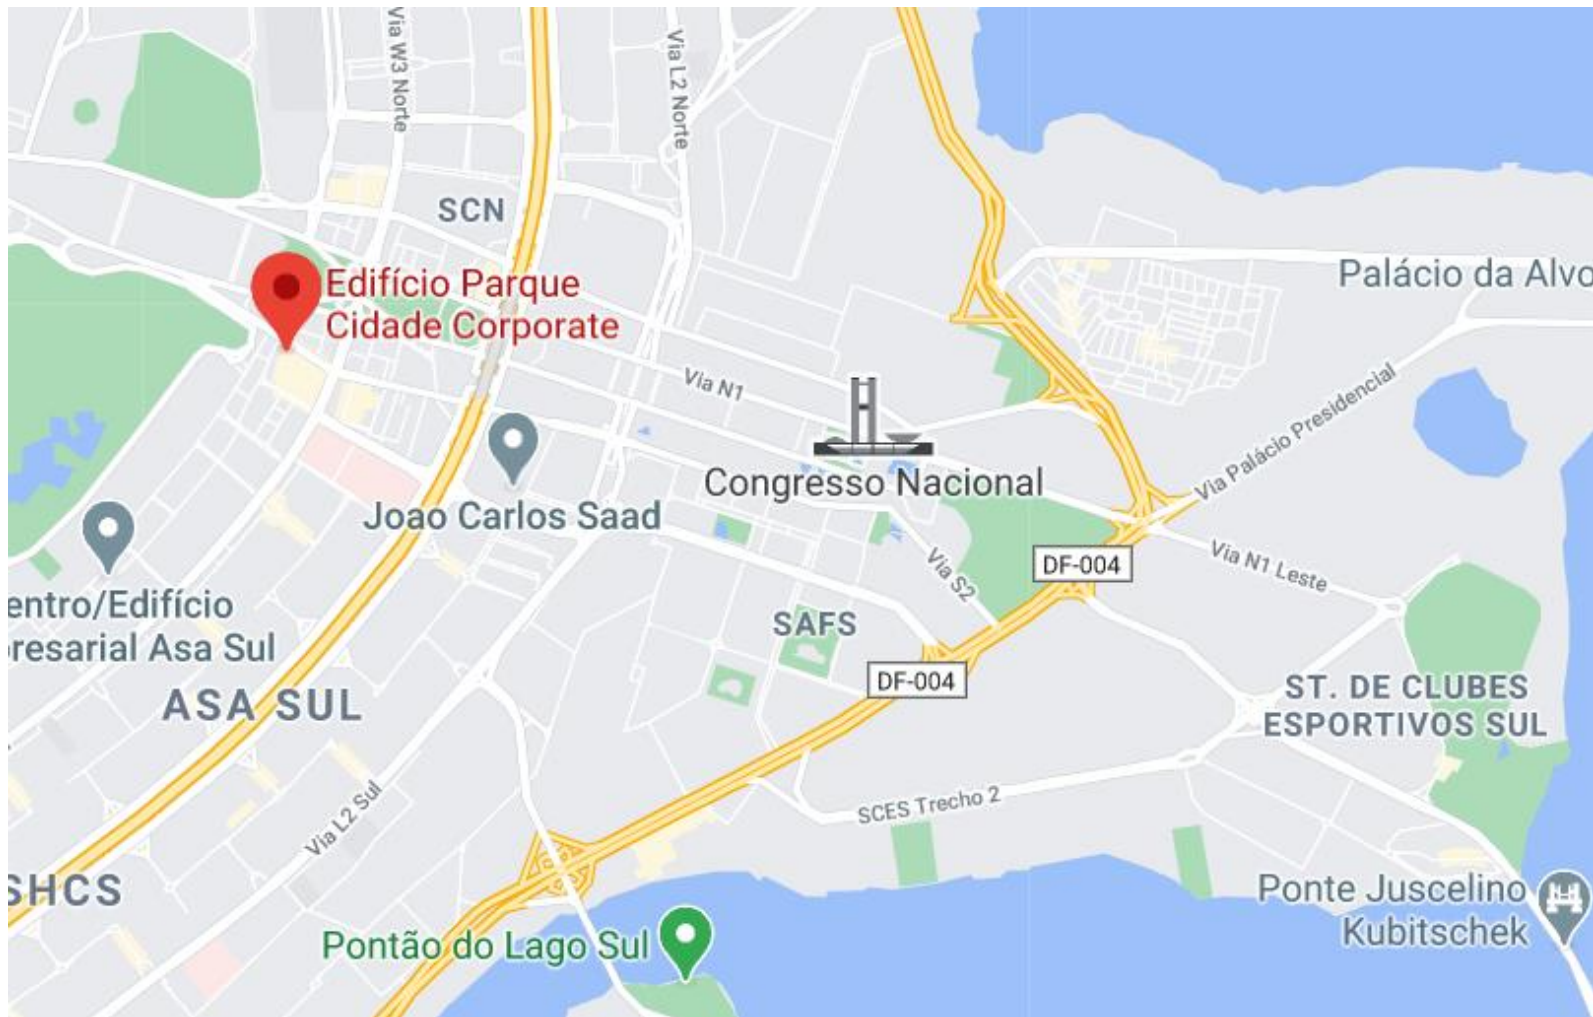 Via W3 Norte
Via L2 Norte
SCN
Palácio da Alvo
Edifício Parque
Cidade Corporate
Via N1
Via Palácio Presidencial
Congresso Nacional
Joao Carlos Saad
DF-004
Via N1 Leste
Via S2
entro/Edifício
resarial Asa Sul
SAFS
DF-004
ASA SUL
ST. DE CLUBES
ESPORTIVOS SUL
SCES Trecho 2
Via L2 Sul
SHCS
Ponte Juscelino
Kubitschek
Pontão do Lago Sul